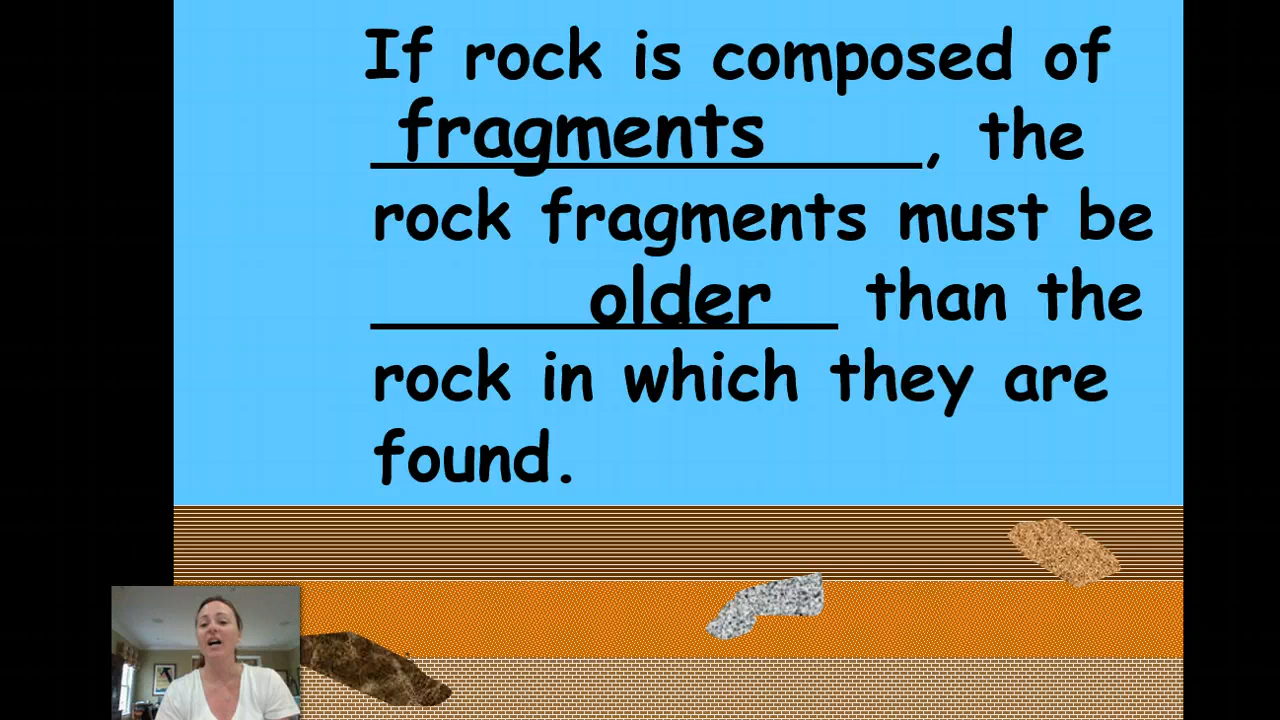 If rock is composed of
fragments, the
rock fragments must be
older than the
rock in which they are
found.